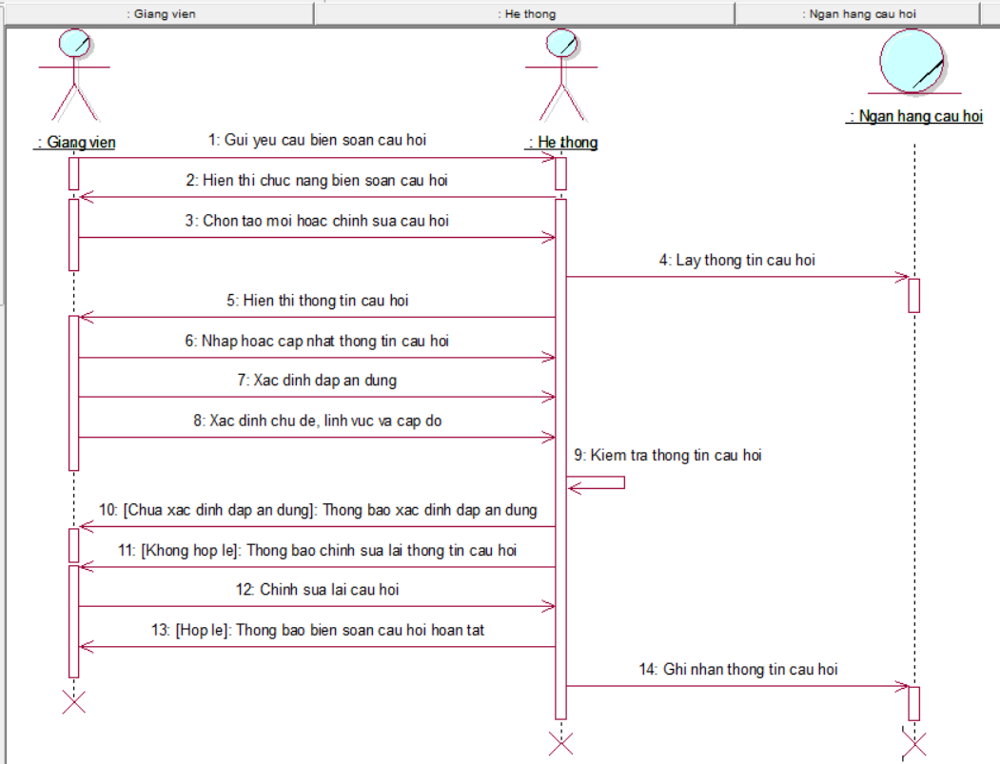 : Giang vien
: He thong
: Ngan hang cau hoi
: Giang vien
: He thong
: Ngan hang cau hoi
1: Gui yeu cau bien soan cau hoi
2: Hien thi chuc nang bien soan cau hoi
3: Chon tao moi hoac chinh sua cau hoi
4: Lay thong tin cau hoi
5: Hien thi thong tin cau hoi
6: Nhap hoac cap nhat thong tin cau hoi
7: Xac dinh dap an dung
8: Xac dinh chu de, linh vuc va cap do
9: Kiem tra thong tin cau hoi
10: [Chua xac dinh dap an dung]: Thong bao xac dinh dap an dung
11: [Khong hop le]: Thong bao chinh sua lai thong tin cau hoi
12: Chinh sua lai cau hoi
13: [Hop le]: Thong bao bien soan cau hoi hoan tat
14: Ghi nhan thong tin cau hoi